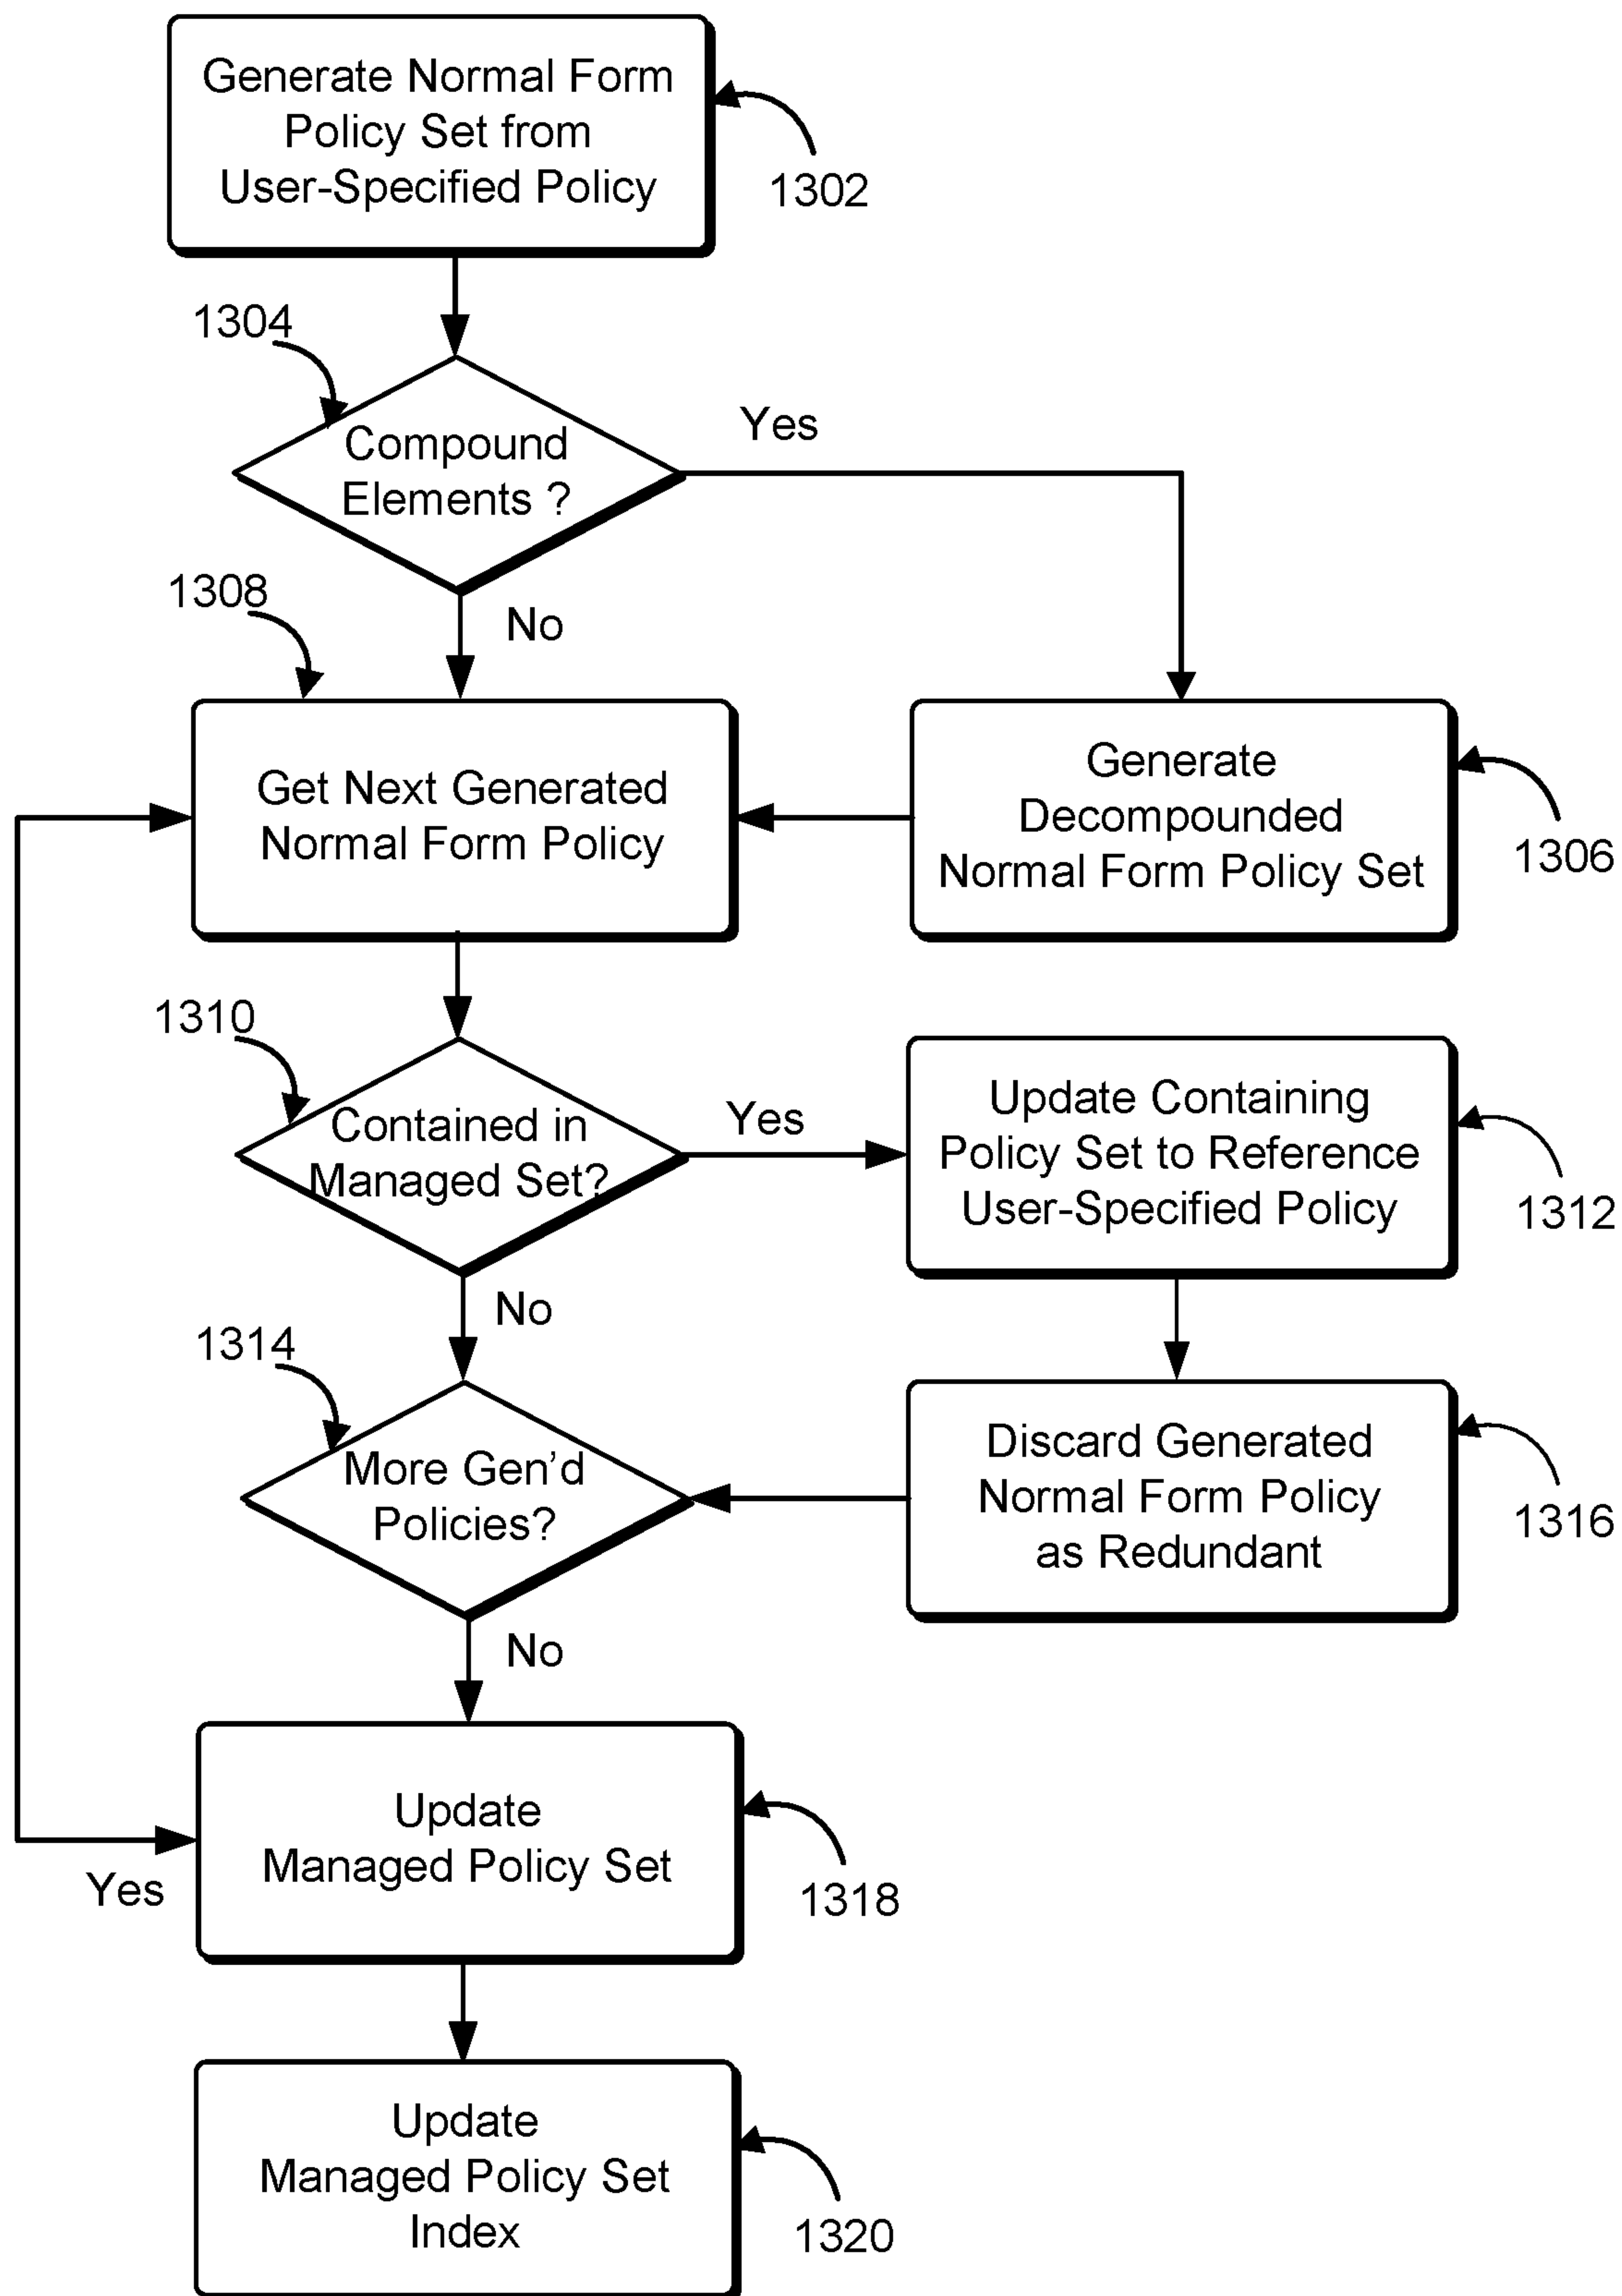 Generate Normal Form
Policy Set from
User-Specified Policy
1302
1304
Compound
Elements ?
Yes
No
1308
Get Next Generated
Normal Form Policy
Generate
Decompounded
Normal Form Policy Set
1306
1310
Contained in
Managed Set?
Yes
No
Update Containing
Policy Set to Reference
User-Specified Policy
1312
1314
More Gen'd
Policies?
No
Discard Generated
Normal Form Policy
as Redundant
1316
Update
Managed Policy Set
1318
Yes
Update
Managed Policy Set
Index
1320